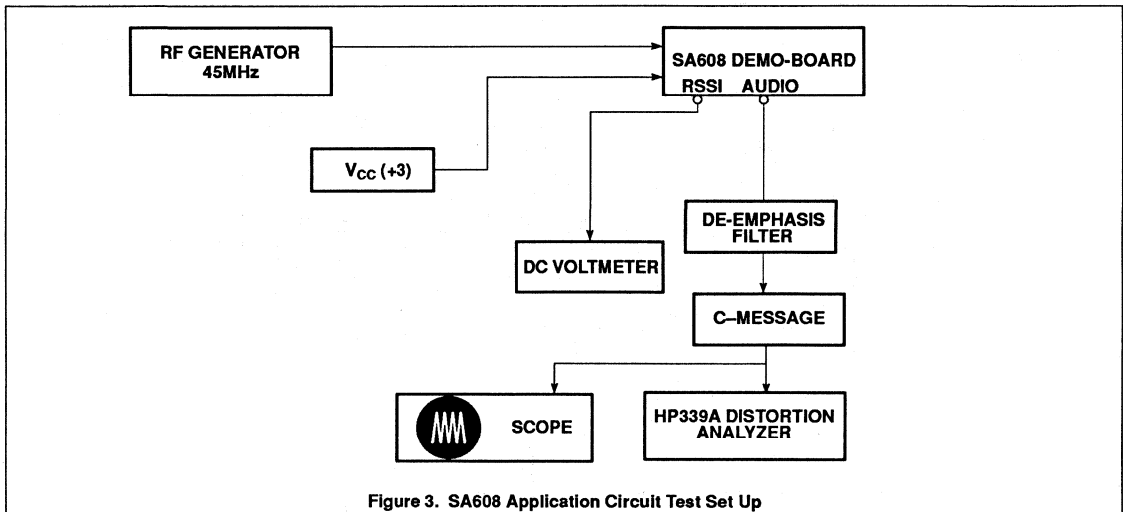 RF GENERATOR
45MHz
SA608 DEMO-BOARD
RSSI AUDIO
VCC (+3)
DE-EMPHASIS
FILTER
DC VOLTMETER
C–MESSAGE
SCOPE
HP339A DISTORTION
ANALYZER
Figure 3. SA608 Application Circuit Test Set Up